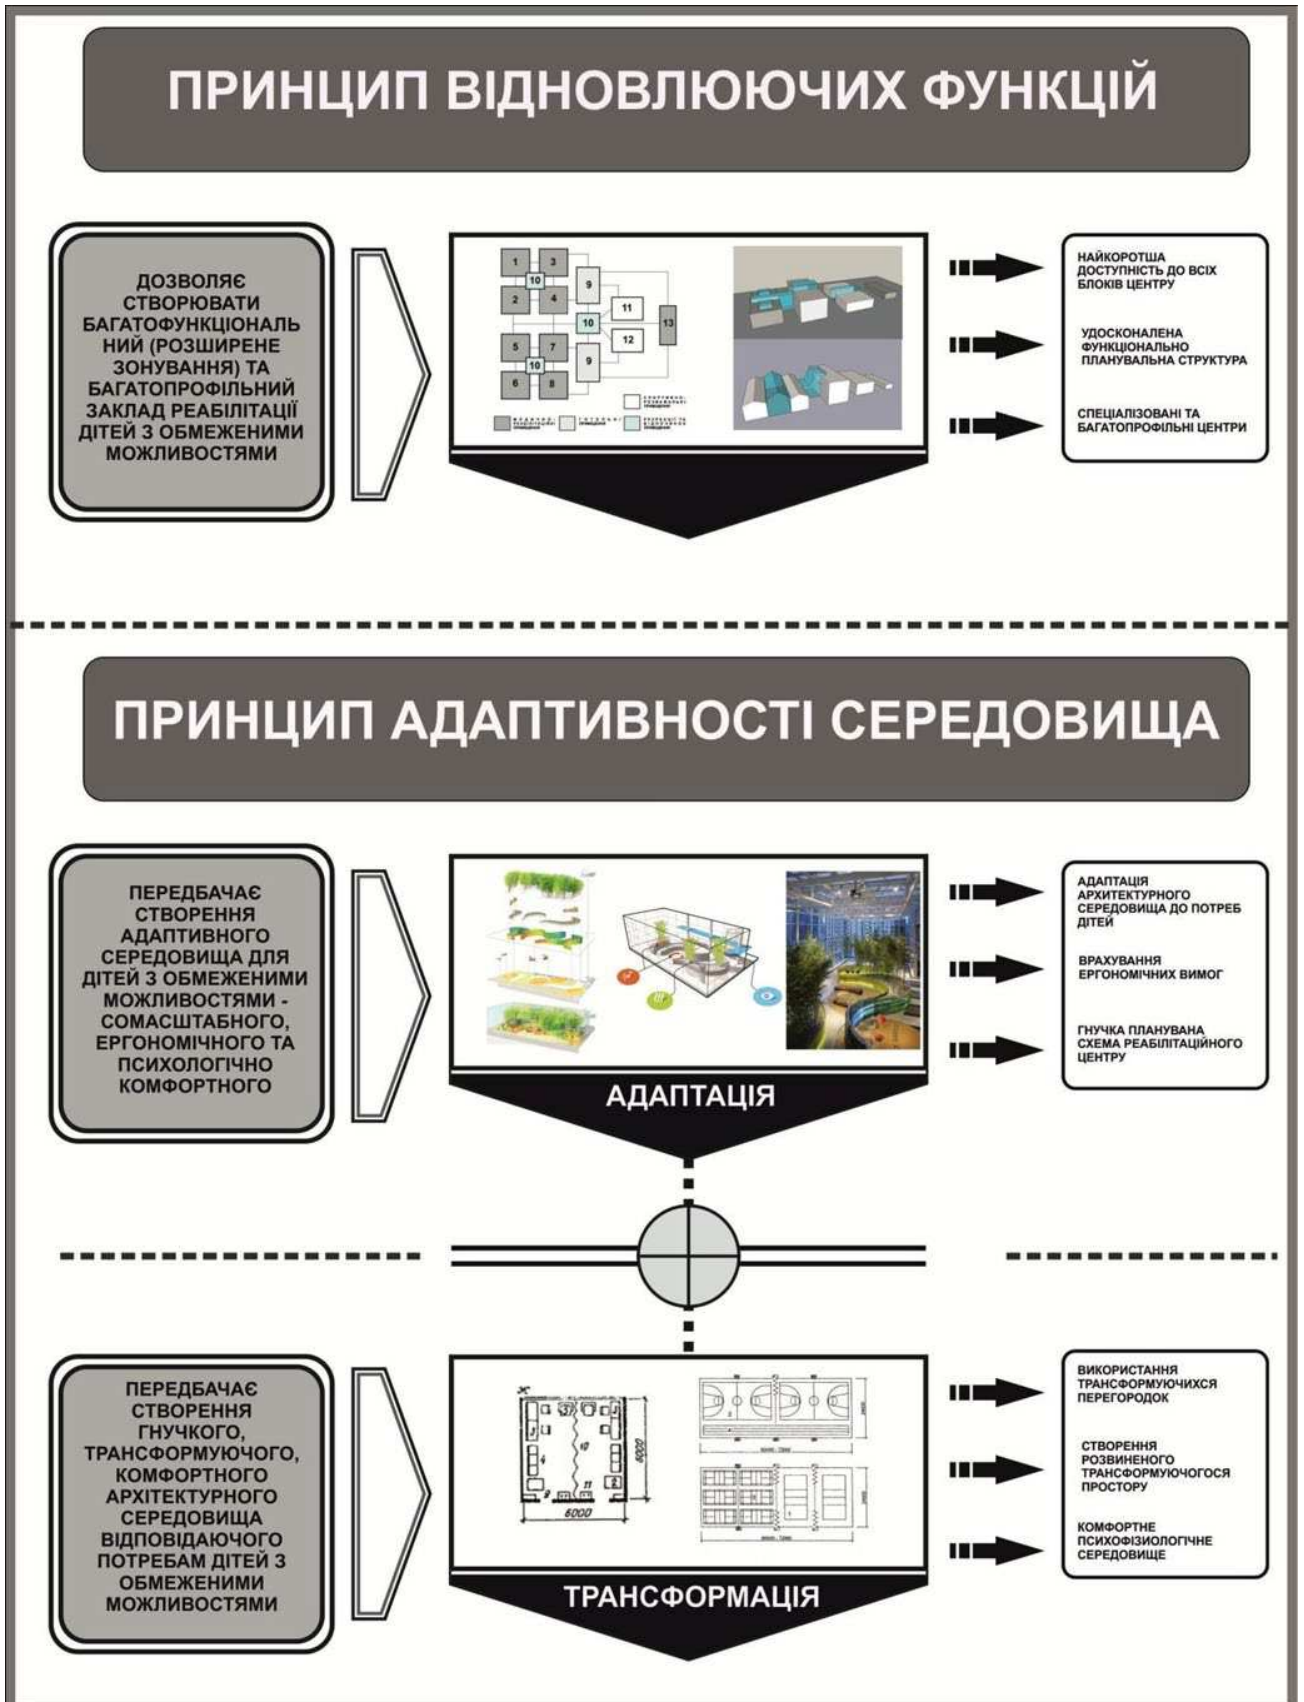 ПРИНЦИП ВІДНОВЛЮЮЧИХ ФУНКЦІЙ
ДОЗВОЛЯЄ
СТВОРЮВАТИ
БАГАТОФУНКЦІОНАЛЬ
НИЙ (РОЗШИРЕНЕ
ЗОНУВАННЯ) ТА
БАГАТОПРОФІЛЬНИЙ
ЗАКЛАД РЕАБІЛІТАЦІЇ
ДІТЕЙ З ОБМЕЖЕНИМИ
МОЖЛИВОСТЯМИ
1 3
10 9
2 4
11
10 13
12
5 7
10 9
6 8
НАЙКОРОТША
ДОСТУПНІСТЬ ДО ВСІХ
БЛОКІВ ЦЕНТРУ
УДОСКОНАЛЕНА
ФУНКЦІОНАЛЬНО
ПЛАНУВАЛЬНА СТРУКТУРА
СПЕЦІАЛІЗОВАНІ ТА
БАГАТОПРОФІЛЬНІ ЦЕНТРИ
ПРИНЦИП АДАПТИВНОСТІ СЕРЕДОВИЩА
ПЕРЕДБАЧАЄ
СТВОРЕННЯ
АДАПТИВНОГО
СЕРЕДОВИЩА ДЛЯ
ДІТЕЙ З ОБМЕЖЕНИМИ
МОЖЛИВОСТЯМИ -
СОМАСШТАБНОГО,
ЕРГОНОМІЧНОГО ТА
ПСИХОЛОГІЧНО
КОМФОРТНОГО
АДАПТАЦІЯ
АДАПТАЦІЯ
АРХИТЕКТУРНОГО
СЕРЕДОВИЩА ДО ПОТРЕБ
ДІТЕЙ
ВРАХУВАННЯ
ЕРГОНОМІЧНИХ ВИМОГ
ГНУЧКА ПЛАНУВАНА
СХЕМА РЕАБІЛІТАЦІЙНОГО
ЦЕНТРУ
ПЕРЕДБАЧАЄ
СТВОРЕННЯ
ГНУЧКОГО,
ТРАНСФОРМУЮЧОГО,
КОМФОРТНОГО
АРХІТЕКТУРНОГО
СЕРЕДОВИЩА
ВІДПОВІДАЮЧОГО
ПОТРЕБАМ ДІТЕЙ З
ОБМЕЖЕНИМИ
МОЖЛИВОСТЯМИ
10
4
11
6000
6000
ТРАНСФОРМАЦІЯ
ВИКОРИСТАННЯ
ТРАНСФОРМУЮЧИХСЯ
ПЕРЕГОРОДОК
СТВОРЕННЯ
РОЗВИНЕНОГО
ТРАНСФОРМУЮЧОГОСЯ
ПРОСТОРУ
КОМФОРТНЕ
ПСИХОФІЗИОЛОГІЧНЕ
СЕРЕДОВИЩЕ